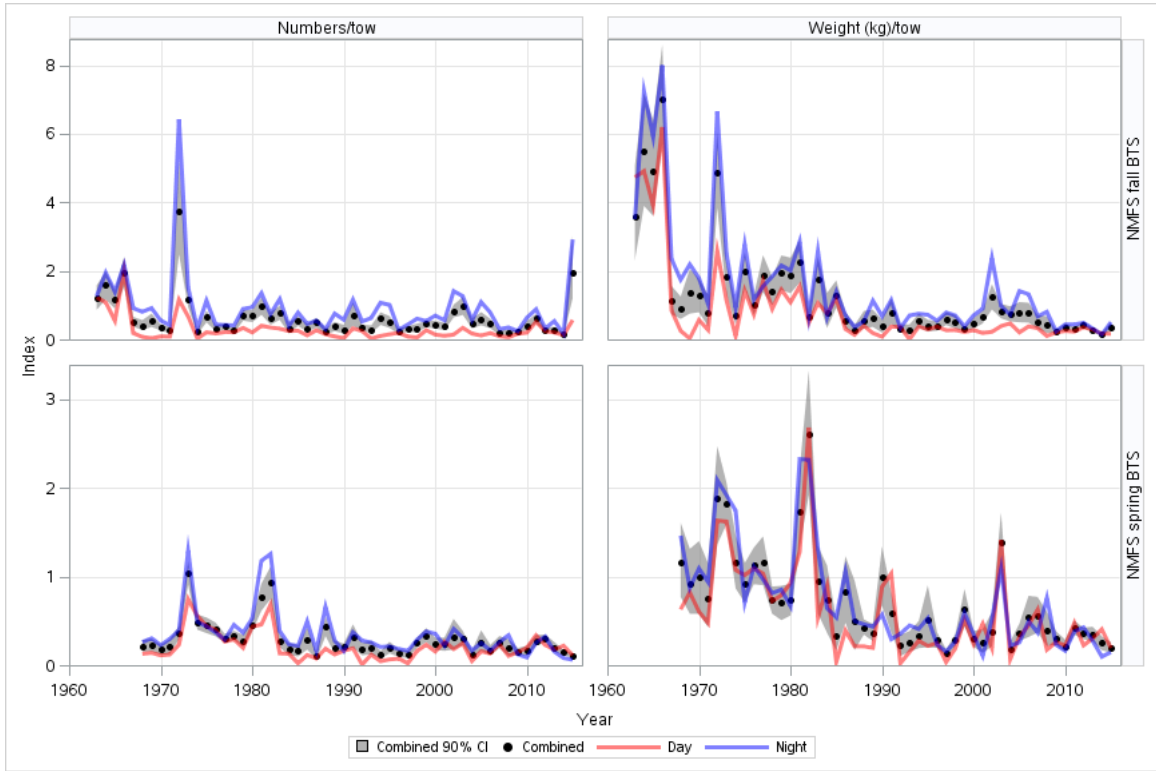 Numbers/tow
Weight (kg)/tow
8
6
4
2
0
NMFS fall BTS
Index
3
2
1
0
NMFS spring BTS
1960 1970 1980 1990 2000 2010 1960 1970 1980 1990 2000 2010
Year
Combined 90% CI Combined Day Night